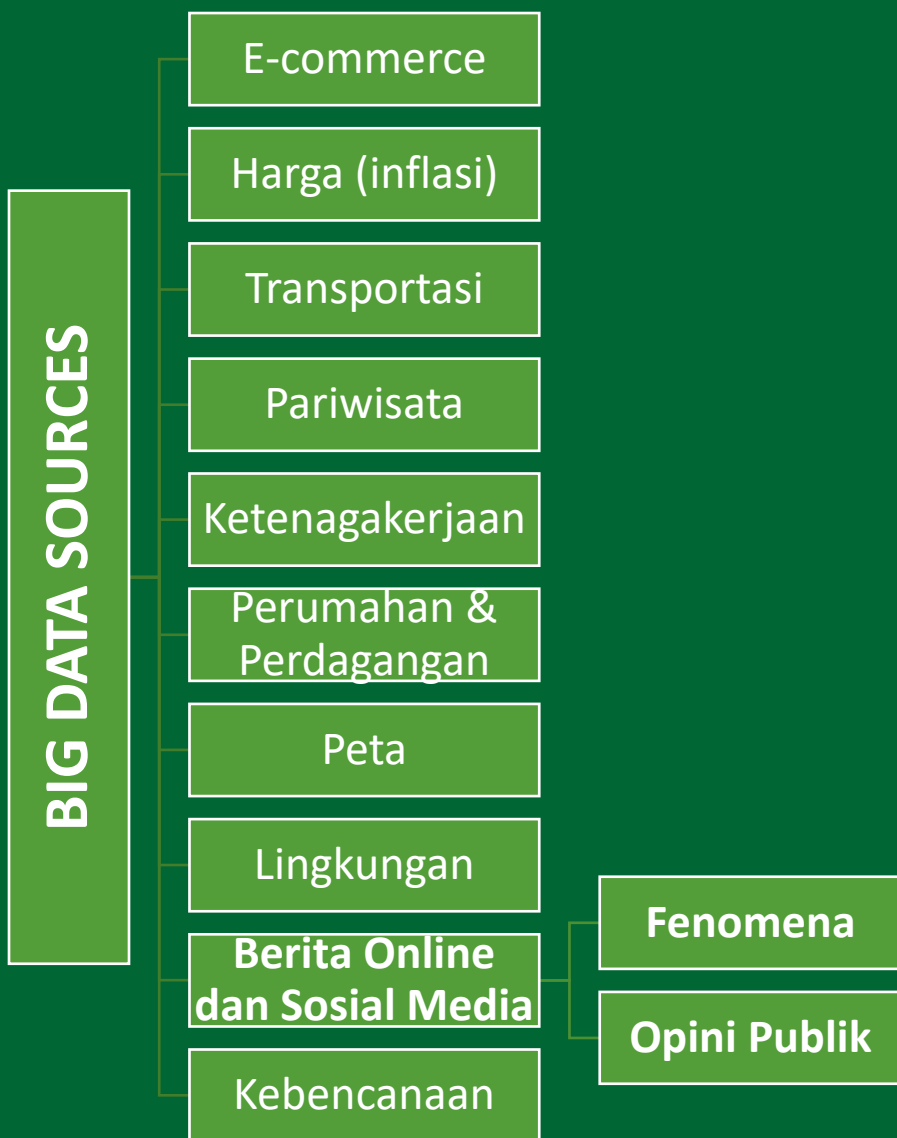 BIG DATA SOURCES
E-commerce
Harga (inflasi)
Transportasi
Pariwisata
Ketenagakerjaan
Perumahan &
Perdagangan
Peta
Lingkungan
Berita Online
dan Sosial Media
Fenomena
Opini Publik
Kebencanaan